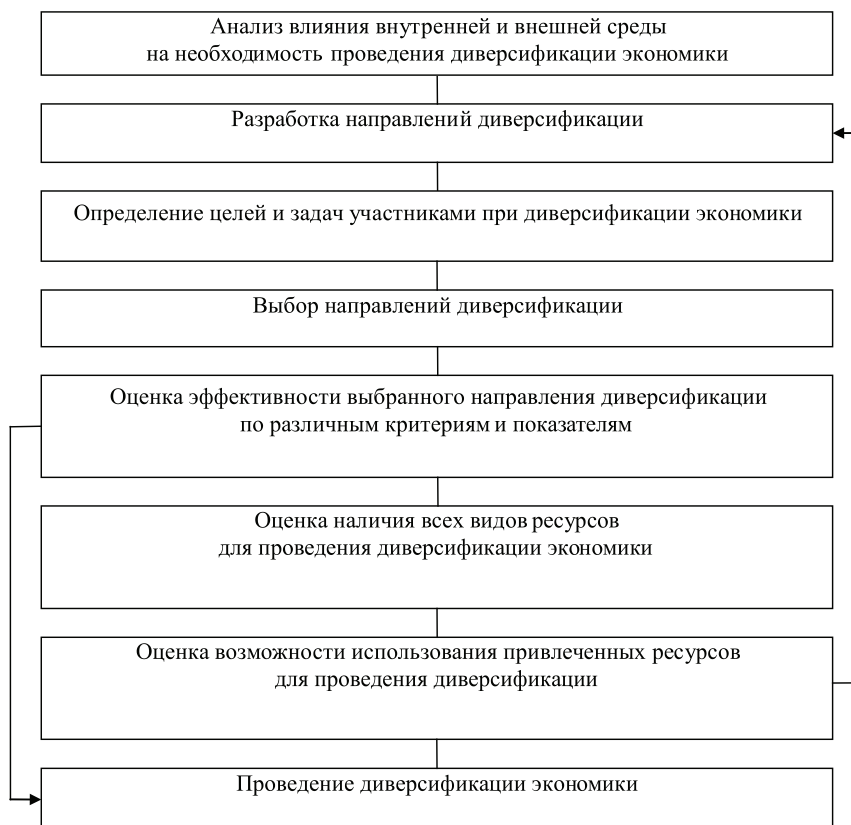 Анализ влияния внутренней и внешней среды
на необходимость проведения диверсификации экономики
Разработка направлений диверсификации
Определение целей и задач участниками при диверсификации экономики
Выбор направлений диверсификации
Оценка эффективности выбранного направления диверсификации
по различным критериям и показателям
Оценка наличия всех видов ресурсов
для проведения диверсификации экономики
Оценка возможности использования привлеченных ресурсов
для проведения диверсификации
Проведение диверсификации экономики